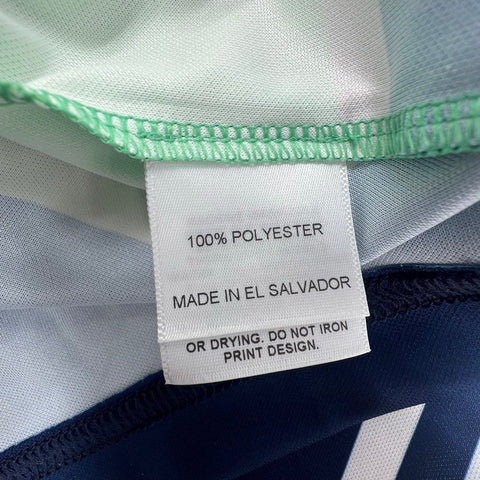 100% POLYESTER
MADE IN EL SALVADOR
OR DRYING. DO NOT IRON
PRINT DESIGN.